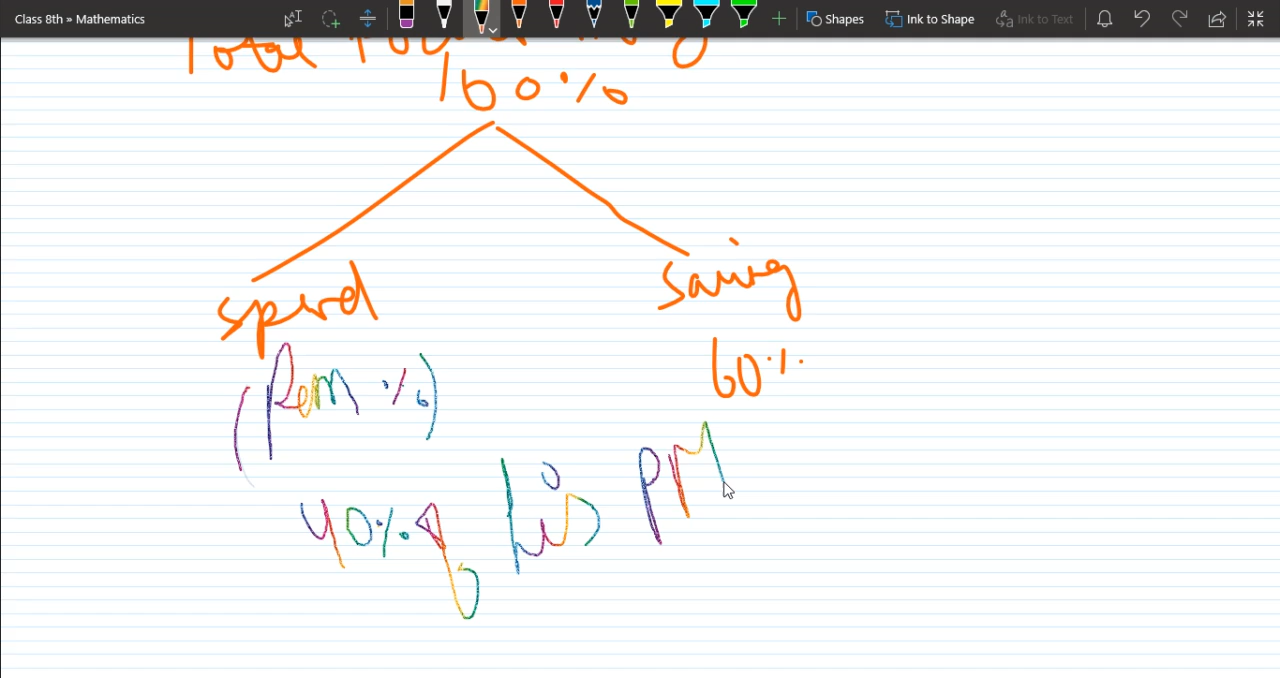 Class 8th » Mathematics
Shapes
Ink to Shape
Ink to Text
Total
100%
spend
saving
(Rem %)
60%
40% of his PM